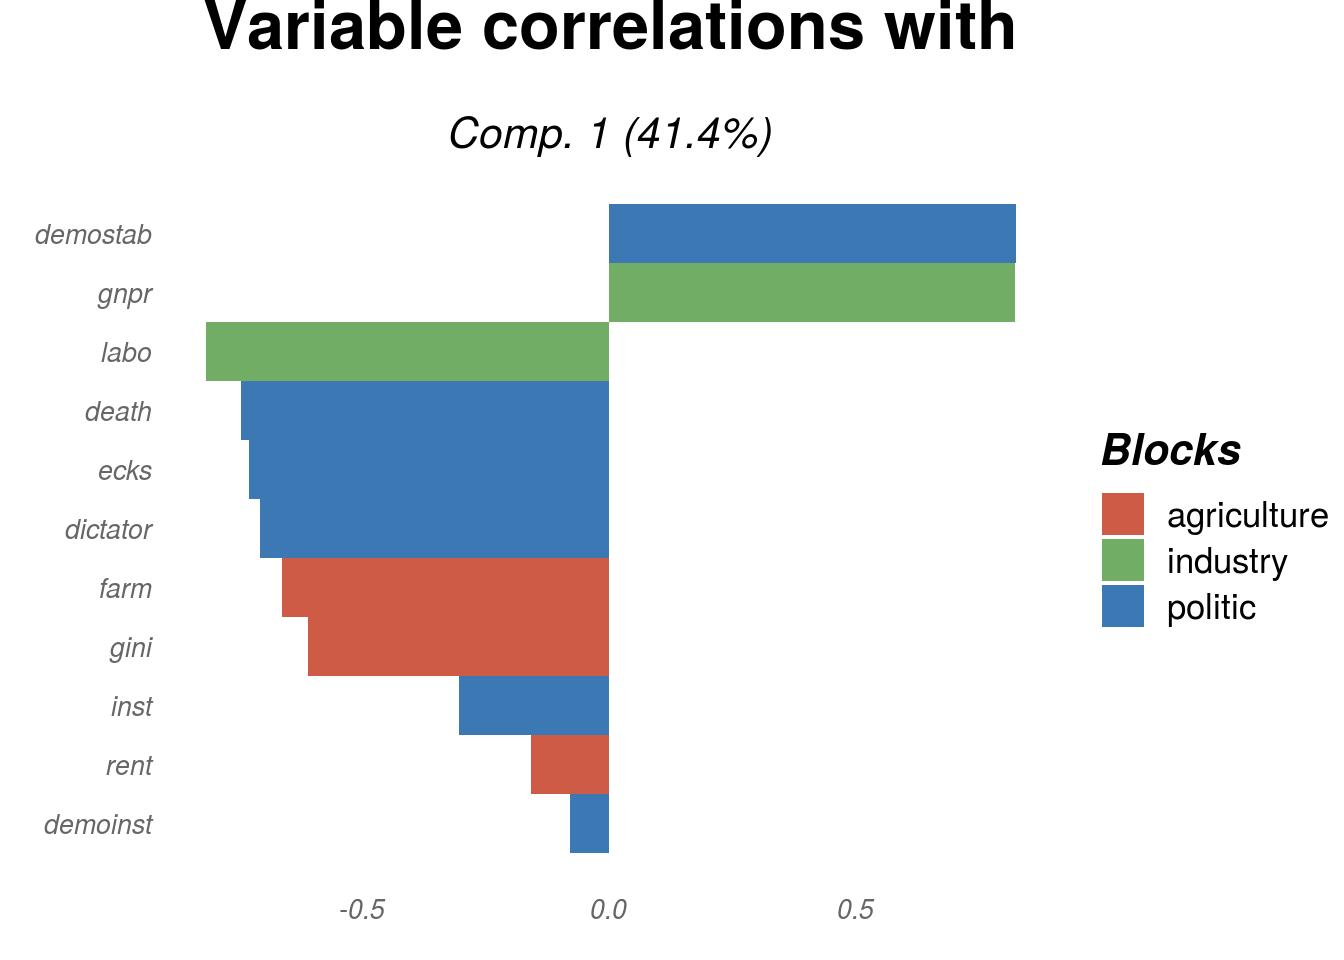 Variable correlations with
Comp. 1 (41.4%)
demostab
gnpr
labo
death
ecks
dictator
farm
gini
inst
rent
demoinst
-0.5 0.0 0.5
Blocks
agriculture
industry
politic